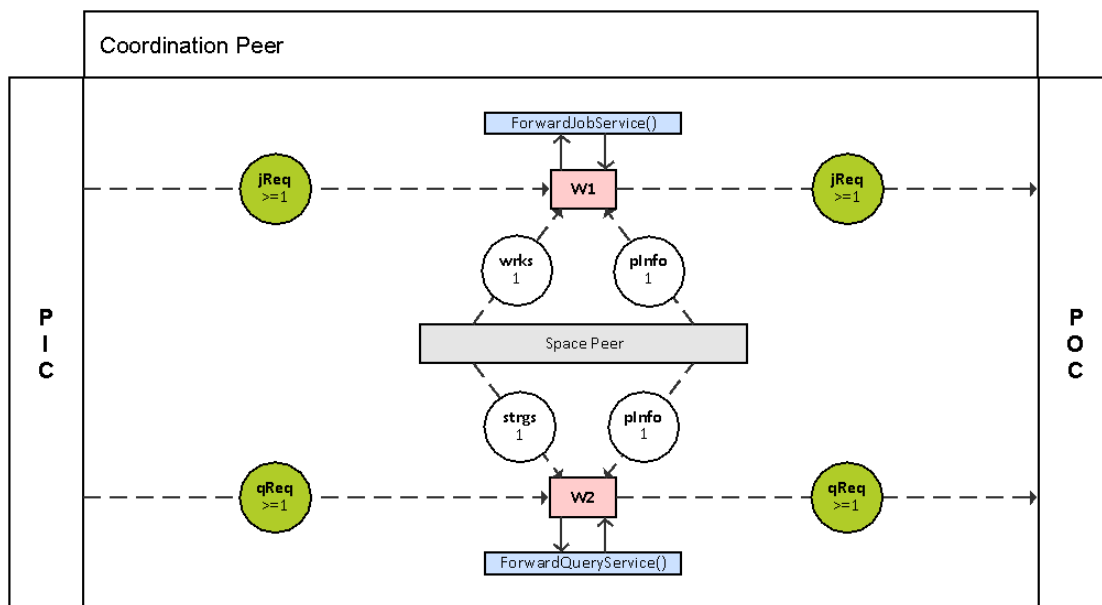 Coordination Peer
ForwardJobService()
jReq
>=1
W1
jReq
>=1
wrks
1
pInfo
1
P
I
C
Space Peer
P
O
C
strgs
1
pInfo
1
qReq
>=1
W2
qReq
>=1
ForwardQueryService()